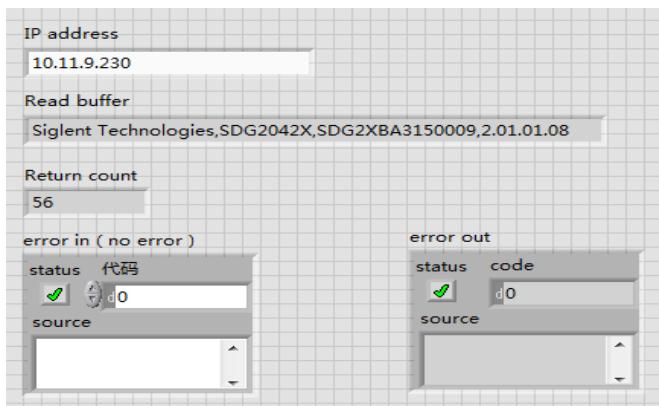 IP address
10.11.9.230
Read buffer
Siglent Technologies,SDG2042X,SDG2XBA3150009,2.01.01.08
Return count
56
error in ( no error )
status 代码
d 0
source
error out
status code
d 0
source